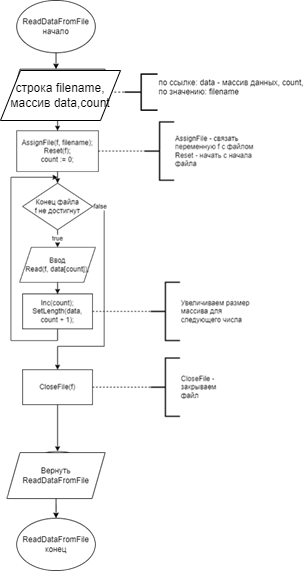 ReadDataFromFile
начало
строка filename,
массив data,count
по ссылке: data - массив данных, count,
по значению: filename
AssignFile(f, filename);
Reset(f);
count := 0;
AssignFile - связать
переменную f с файлом
Reset - начать с начала
файла
Конец файла
f не достигнут
false
true
Ввод
Read(f, data[count]),
Inc(count);
SetLength(data,
count + 1);
Увеличиваем размер
массива для
следующего числа
CloseFile(f)
CloseFile -
закрываем
файл
Вернуть
ReadDataFromFile
ReadDataFromFile
конец